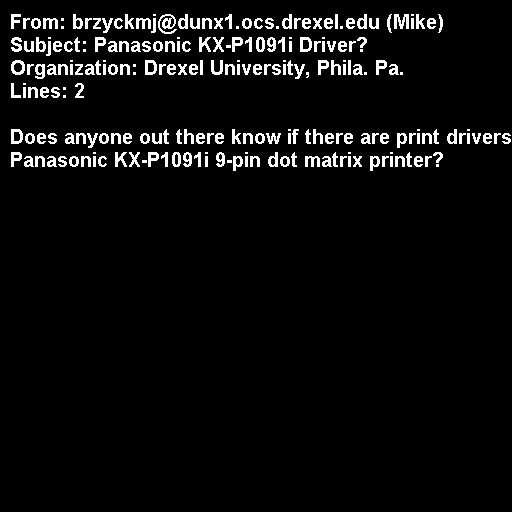 From: brzyckmj@dunx1.ocs.drexel.edu (Mike)
Subject: Panasonic KX-P1091i Driver?
Organization: Drexel University, Phila. Pa.
Lines: 2

Does anyone out there know if there are print drivers
Panasonic KX-P1091i 9-pin dot matrix printer?